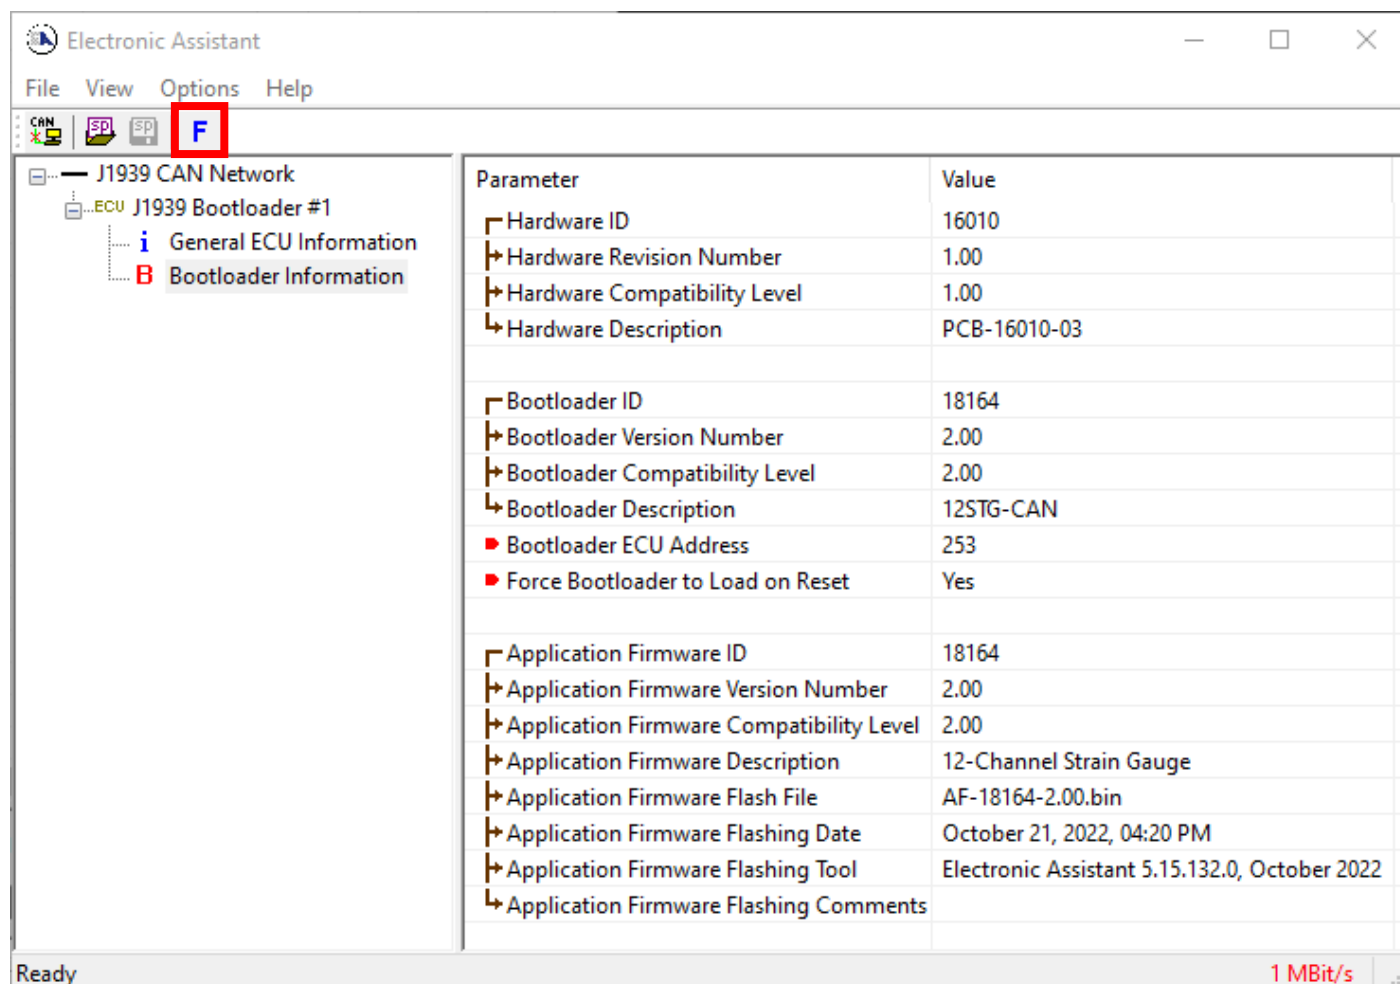 Electronic Assistant
File View Options Help
CAN SP SP F
J1939 CAN Network
ECU J1939 Bootloader #1
i General ECU Information
B Bootloader Information
Parameter Value
Hardware ID 16010
Hardware Revision Number 1.00
Hardware Compatibility Level 1.00
Hardware Description PCB-16010-03
Bootloader ID 18164
Bootloader Version Number 2.00
Bootloader Compatibility Level 2.00
Bootloader Description 12STG-CAN
Bootloader ECU Address 253
Force Bootloader to Load on Reset Yes
Application Firmware ID 18164
Application Firmware Version Number 2.00
Application Firmware Compatibility Level 2.00
Application Firmware Description 12-Channel Strain Gauge
Application Firmware Flash File AF-18164-2.00.bin
Application Firmware Flashing Date October 21, 2022, 04:20 PM
Application Firmware Flashing Tool Electronic Assistant 5.15.132.0, October 2022
Application Firmware Flashing Comments
Ready 1 MBit/s